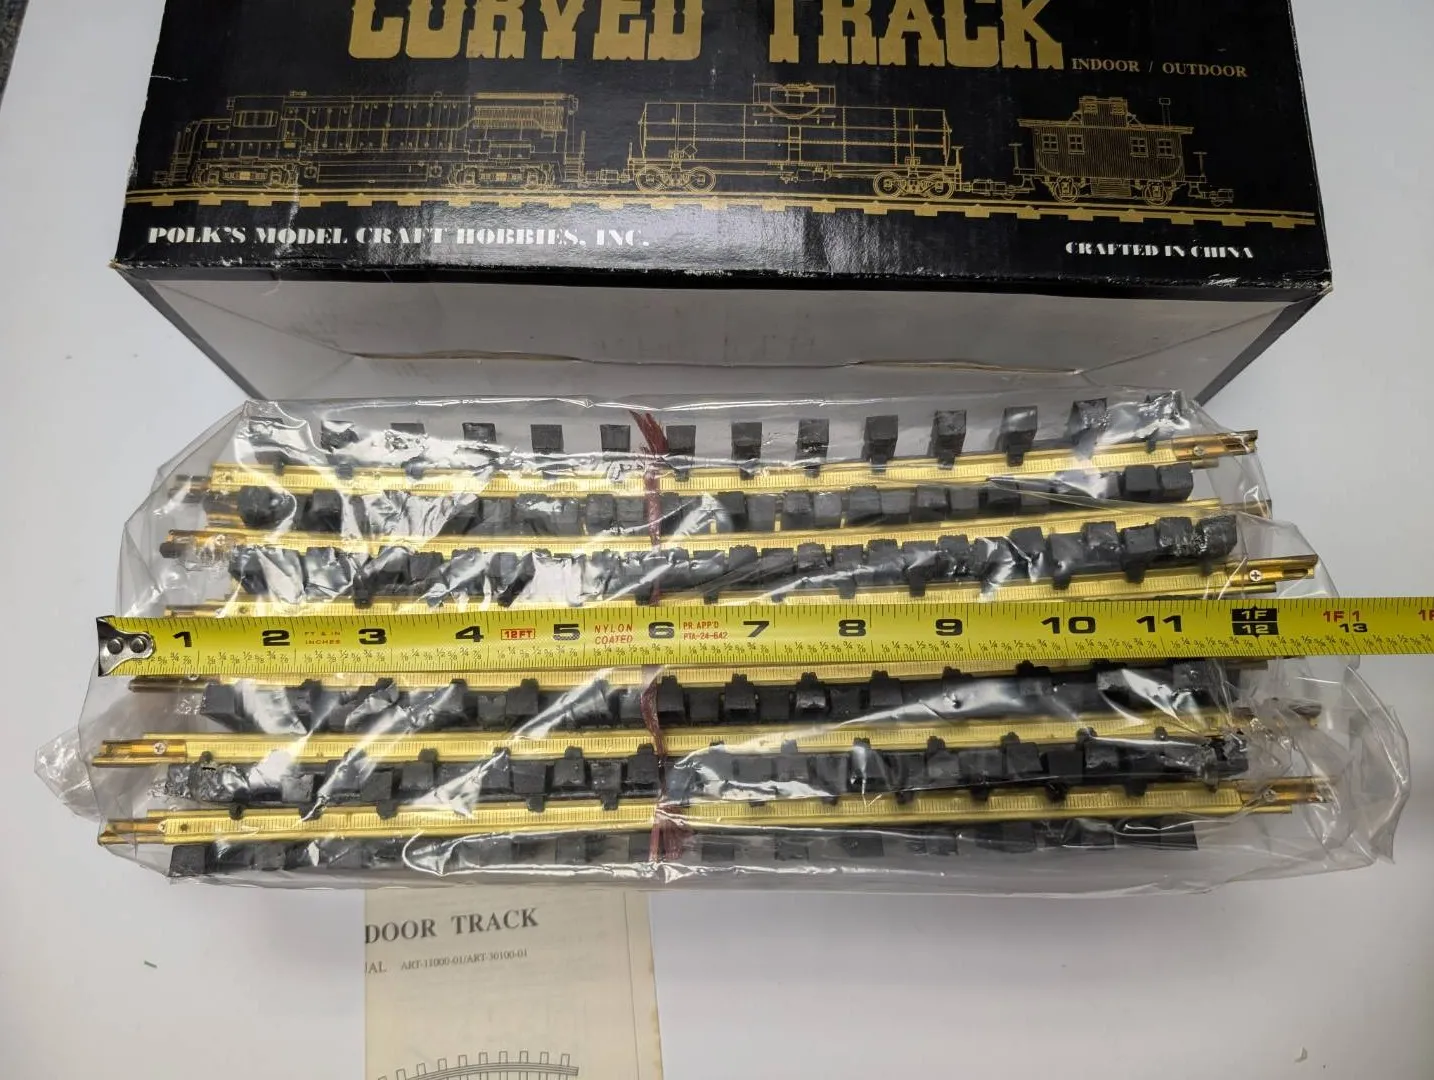 CURVED TRACK
INDOOR / OUTDOOR
POLK'S MODEL CRAFT HOBBIES, INC.
CRAFTED IN CHINA
1 2 FT & IN INCHES 3 4 12FT 5 NYLON COATED 6 PR. APP'D PTA-24-642 7 8 9 10 11 1F 12 1F 1 13
DOOR TRACK
ART-11000-01/ART-30100-01